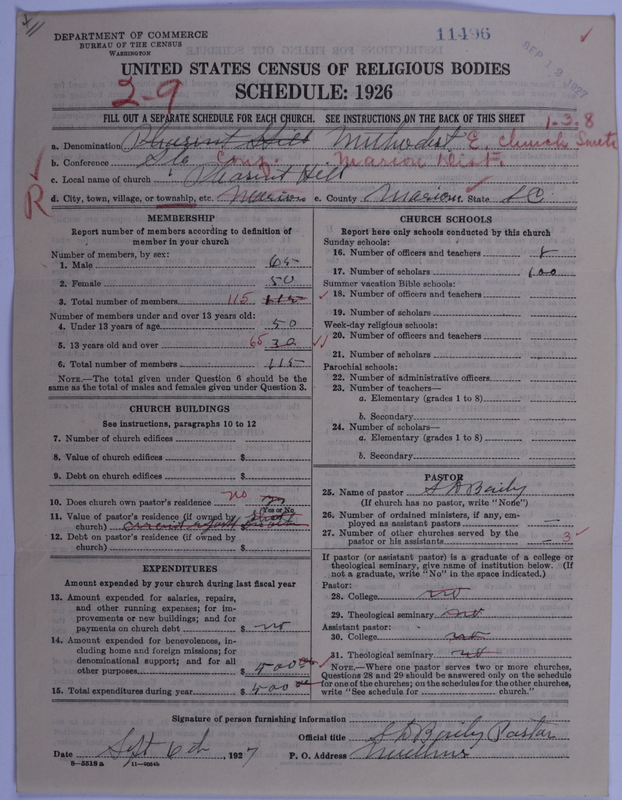 DEPARTMENT OF COMMERCE
BUREAU OF THE CENSUS
WASHINGTON
11496
SEP 12 1927
UNITED STATES CENSUS OF RELIGIOUS BODIES
SCHEDULE: 1926
2-9
FILL OUT A SEPARATE SCHEDULE FOR EACH CHURCH. SEE INSTRUCTIONS ON THE BACK OF THIS SHEET
1-3-8
a. Denomination Pleasint Hill Methodist E. Church
b. Conference Conf. Marion Dist.
c. Local name of church Pleasint Hill
d. City, town, village, or township, etc. Marion e. County Marion State S C
R
MEMBERSHIP
Report number of members according to definition of member in your church
Number of members, by sex:
1. Male 65
2. Female 50
3. Total number of members 115 115
Number of members under and over 13 years old:
4. Under 13 years of age 50
5. 13 years old and over 65 30
6. Total number of members 115
NOTE.—The total given under Question 6 should be the same as the total of males and females given under Question 3.
CHURCH BUILDINGS
See instructions, paragraphs 10 to 12
7. Number of church edifices
8. Value of church edifices $
9. Debt on church edifices $
10. Does church own pastor's residence no no
(Yes or No)
11. Value of pastor's residence (if owned by church) $
12. Debt on pastor's residence (if owned by church) $
EXPENDITURES
Amount expended by your church during last fiscal year
13. Amount expended for salaries, repairs, and other running expenses; for improvements or new buildings; and for payments on church debt $ no
14. Amount expended for benevolences, including home and foreign missions; for denominational support; and for all other purposes $
15. Total expenditures during year $
CHURCH SCHOOLS
Report here only schools conducted by this church
Sunday schools:
16. Number of officers and teachers
17. Number of scholars 100
Summer vacation Bible schools:
18. Number of officers and teachers
19. Number of scholars
Week-day religious schools:
20. Number of officers and teachers
21. Number of scholars
Parochial schools:
22. Number of administrative officers
23. Number of teachers—
a. Elementary (grades 1 to 8)
b. Secondary
24. Number of scholars—
a. Elementary (grades 1 to 8)
b. Secondary
PASTOR
25. Name of pastor S D Baily
(If church has no pastor, write "None")
26. Number of ordained ministers, if any, employed as assistant pastors —
27. Number of other churches served by the pastor or his assistants 3
If pastor (or assistant pastor) is a graduate of a college or theological seminary, give name of institution below. (If not a graduate, write "No" in the space indicated.)
Pastor:
28. College no
29. Theological seminary no
Assistant pastor:
30. College no
31. Theological seminary no
NOTE.—Where one pastor serves two or more churches, Questions 28 and 29 should be answered only on the schedule for one of the churches; on the schedules for the other churches, write "See schedule for church."
Signature of person furnishing information
Official title S D Baily Pastor
Date Sept 6th, 1927 P. O. Address Mullins
8-5518 a